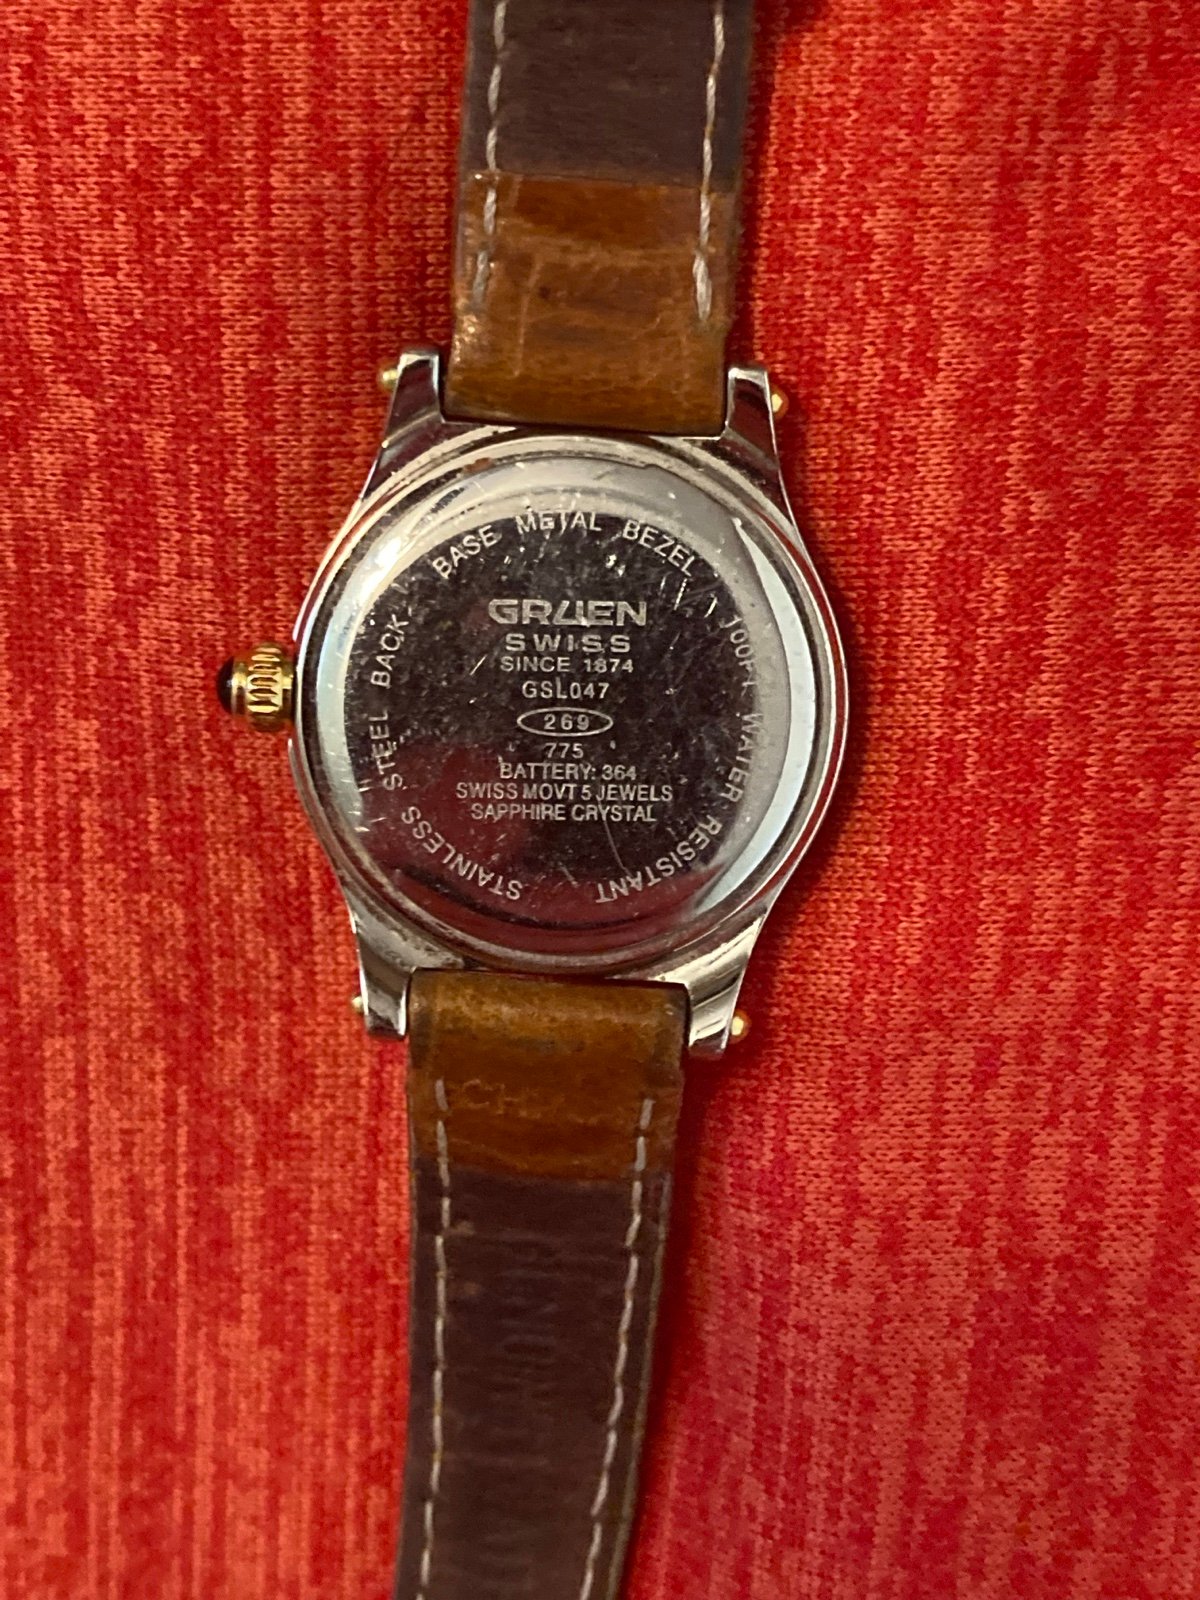 BASE METAL BEZEL 100FT WATER RESISTANT STAINLESS STEEL BACK
GRUEN
SWISS
SINCE 1874
GSL047
269
775
BATTERY: 364
SWISS MOVT 5 JEWELS
SAPPHIRE CRYSTAL